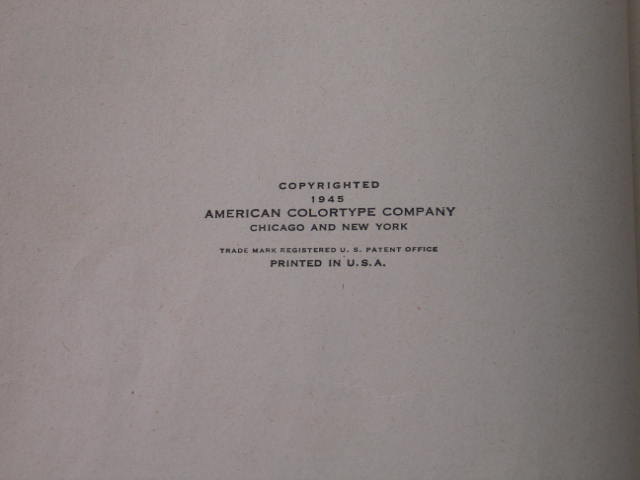 COPYRIGHTED
1945
AMERICAN COLORTYPE COMPANY
CHICAGO AND NEW YORK
TRADE MARK REGISTERED U. S. PATENT OFFICE
PRINTED IN U.S.A.